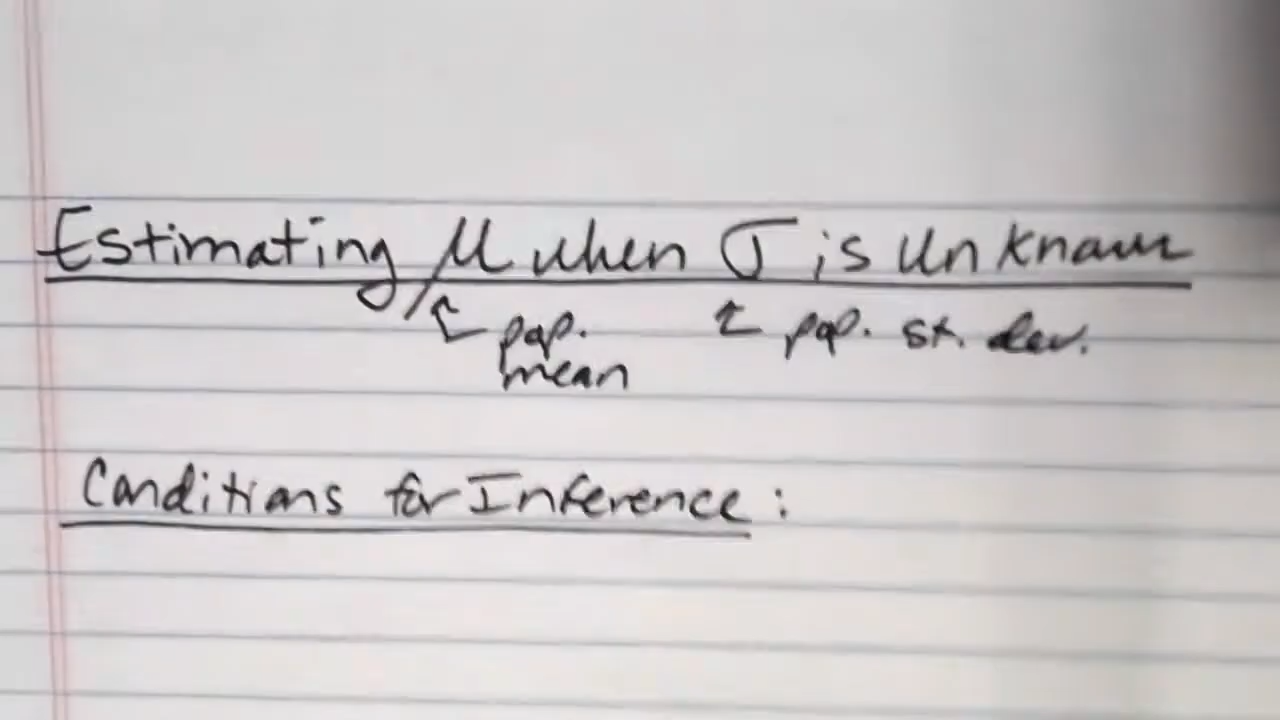 Estimating μ when σ is unknown
↑ pop. ↑ pop. st. dev.
mean
Conditions for Inference: